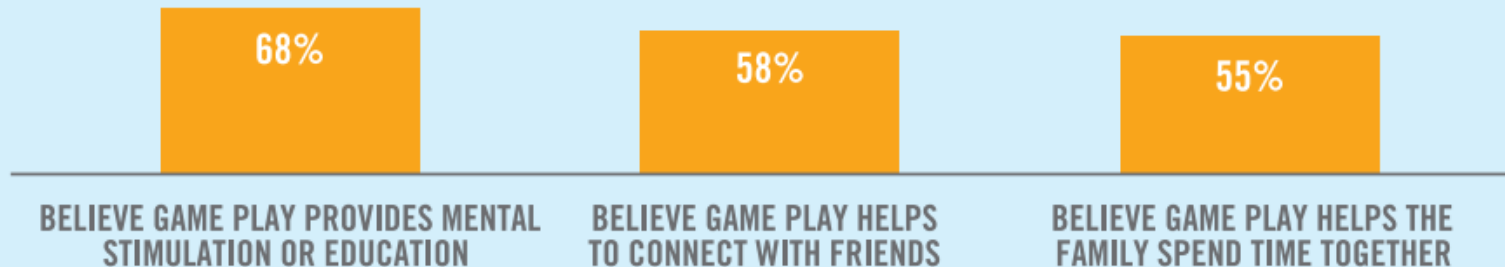 68%
58%
55%
BELIEVE GAME PLAY PROVIDES MENTAL
STIMULATION OR EDUCATION
BELIEVE GAME PLAY HELPS
TO CONNECT WITH FRIENDS
BELIEVE GAME PLAY HELPS THE
FAMILY SPEND TIME TOGETHER